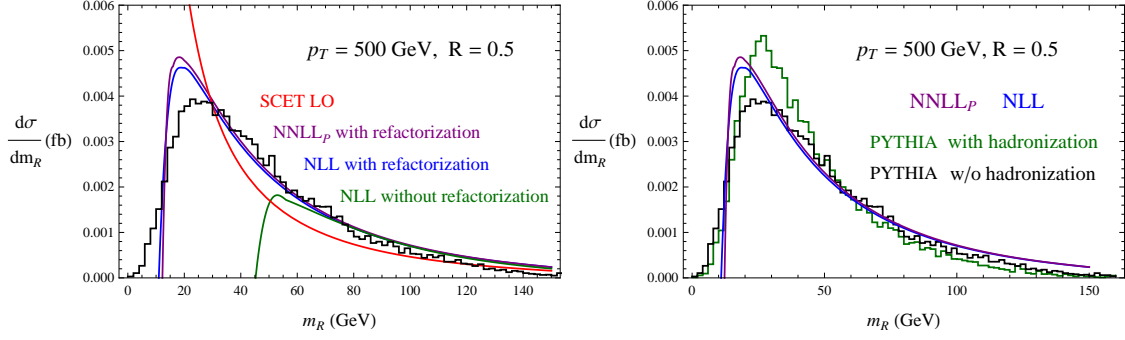 0.006
0.005
0.004
0.003
0.002
0.001
0.000
dσ
dm_R (fb)
p_T = 500 GeV, R = 0.5
SCET LO
NNLL_P with refactorization
NLL with refactorization
NLL without refactorization
0 20 40 60 80 100 120 140
m_R (GeV)
0.006
0.005
0.004
0.003
0.002
0.001
0.000
dσ
dm_R (fb)
p_T = 500 GeV, R = 0.5
NNLL_P NLL
PYTHIA with hadronization
PYTHIA w/o hadronization
0 50 100 150
m_R (GeV)